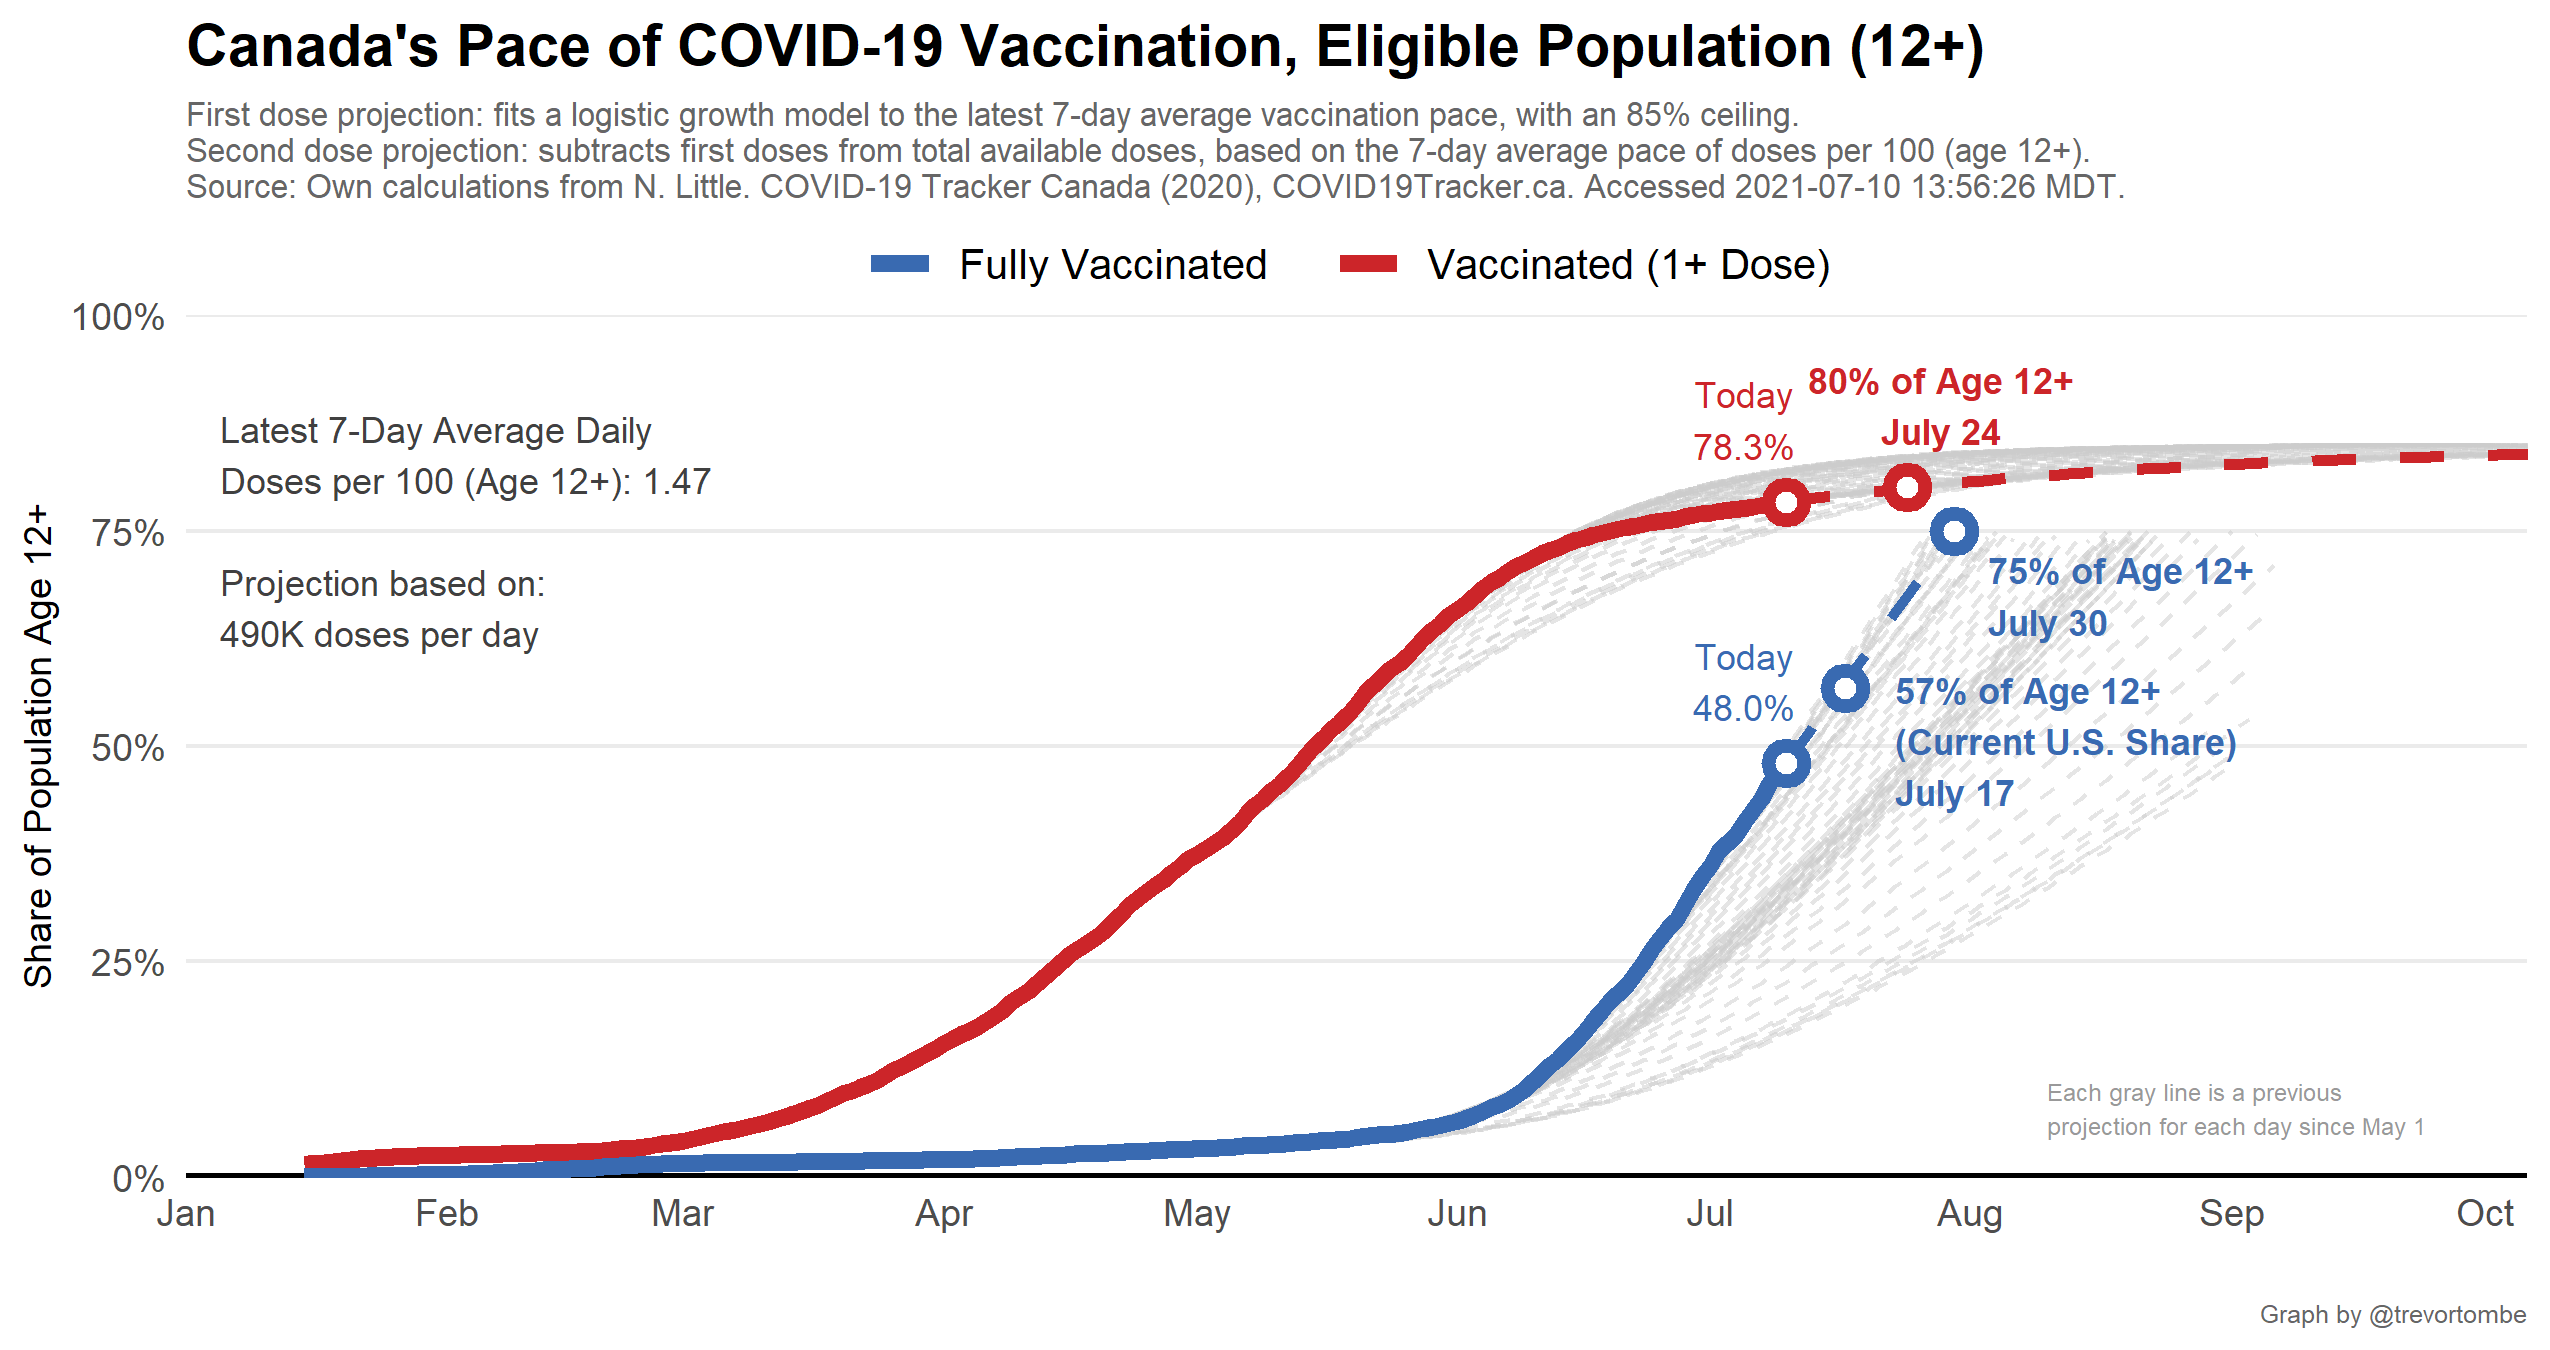 Canada's Pace of COVID-19 Vaccination, Eligible Population (12+)
First dose projection: fits a logistic growth model to the latest 7-day average vaccination pace, with an 85% ceiling.
Second dose projection: subtracts first doses from total available doses, based on the 7-day average pace of doses per 100 (age 12+).
Source: Own calculations from N. Little. COVID-19 Tracker Canada (2020), COVID19Tracker.ca. Accessed 2021-07-10 13:56:26 MDT.
Fully Vaccinated
Vaccinated (1+ Dose)
Share of Population Age 12+
100%
75%
50%
25%
0%
Latest 7-Day Average Daily
Doses per 100 (Age 12+): 1.47
Projection based on:
490K doses per day
Today
78.3%
80% of Age 12+
July 24
75% of Age 12+
July 30
Today
48.0%
57% of Age 12+
(Current U.S. Share)
July 17
Each gray line is a previous
projection for each day since May 1
Jan
Feb
Mar
Apr
May
Jun
Jul
Aug
Sep
Oct
Graph by @trevortombe